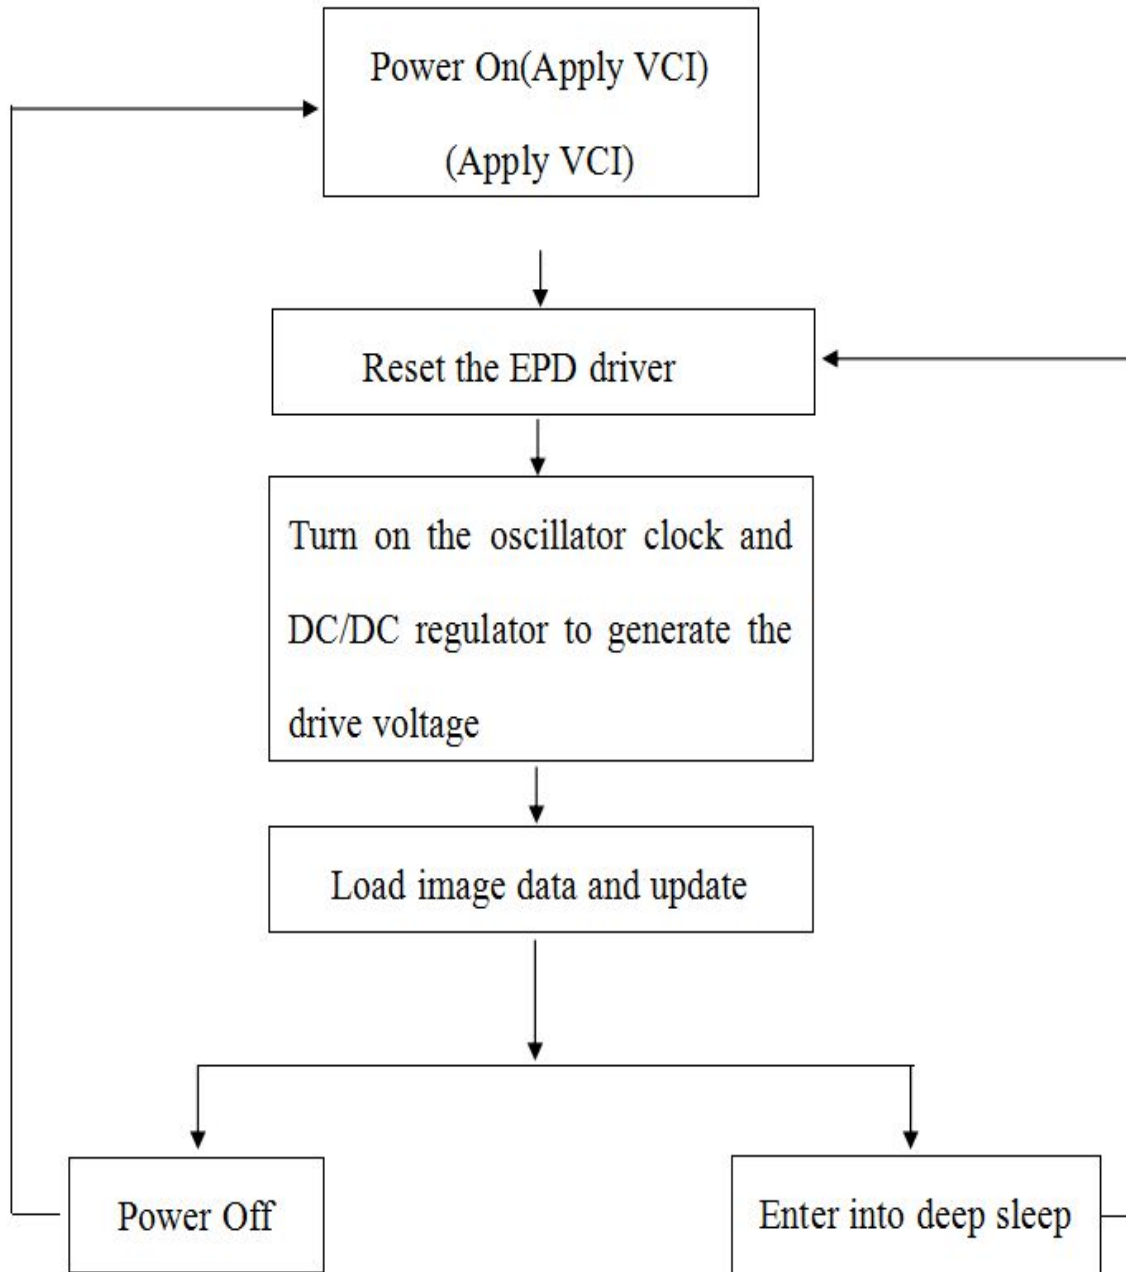 Power On(Apply VCI)
(Apply VCI)
Reset the EPD driver
Turn on the oscillator clock and
DC/DC regulator to generate the
drive voltage
Load image data and update
Power Off
Enter into deep sleep